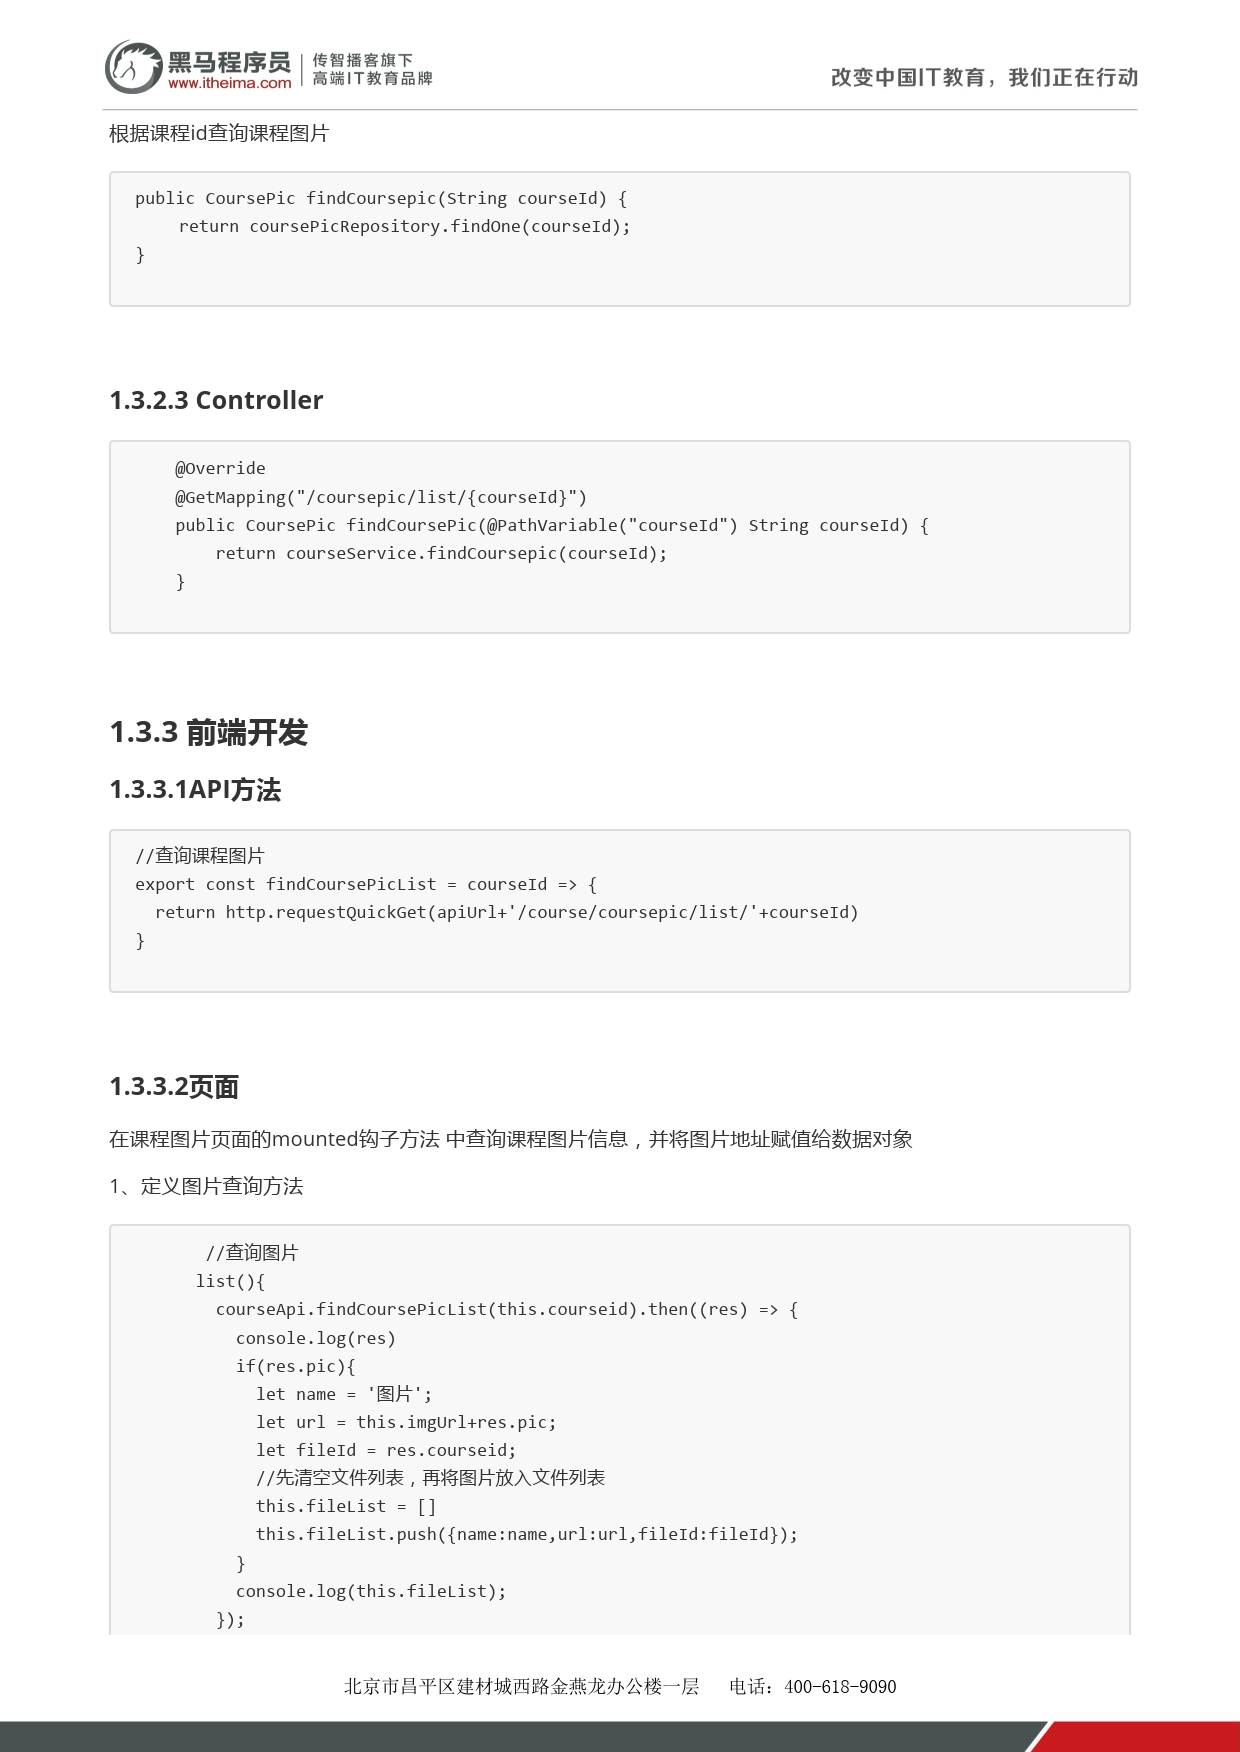 黑马程序员
www.itheima.com
传智播客旗下
高端IT教育品牌
改变中国IT教育，我们正在行动
根据课程id查询课程图片
public CoursePic findCoursepic(String courseId) {
    return coursePicRepository.findOne(courseId);
}
1.3.2.3 Controller
    @Override
    @GetMapping("/coursepic/list/{courseId}")
    public CoursePic findCoursePic(@PathVariable("courseId") String courseId) {
        return courseService.findCoursepic(courseId);
    }
1.3.3 前端开发
1.3.3.1API方法
//查询课程图片
export const findCoursePicList = courseId => {
  return http.requestQuickGet(apiUrl+'/course/coursepic/list/'+courseId)
}
1.3.3.2页面
在课程图片页面的mounted钩子方法 中查询课程图片信息，并将图片地址赋值给数据对象
1、定义图片查询方法
       //查询图片
      list(){
        courseApi.findCoursePicList(this.courseid).then((res) => {
          console.log(res)
          if(res.pic){
            let name = '图片';
            let url = this.imgUrl+res.pic;
            let fileId = res.courseid;
            //先清空文件列表，再将图片放入文件列表
            this.fileList = []
            this.fileList.push({name:name,url:url,fileId:fileId});
          }
          console.log(this.fileList);
        });
北京市昌平区建材城西路金燕龙办公楼一层 电话：400-618-9090